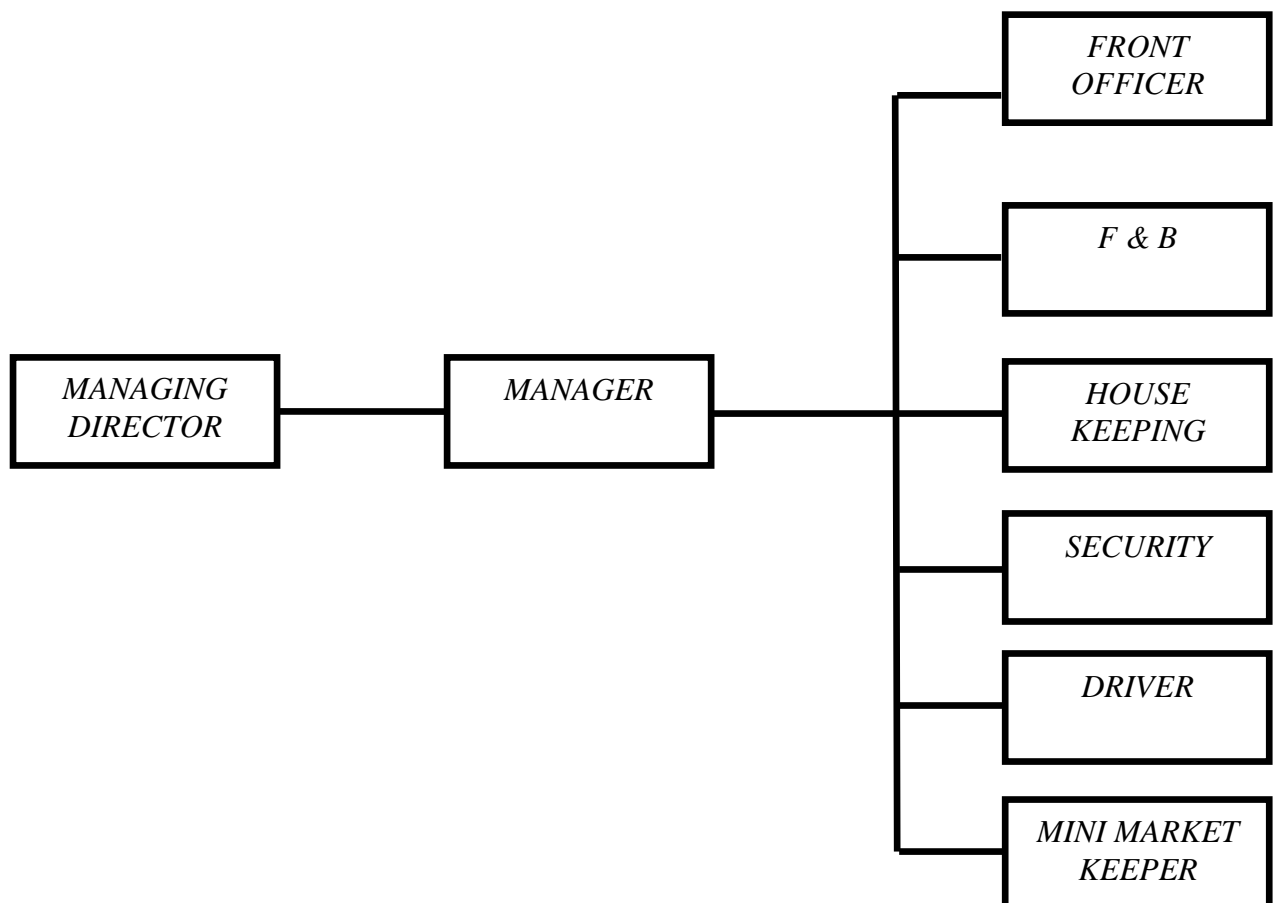 MANAGING
DIRECTOR
MANAGER
FRONT
OFFICER
F & B
HOUSE
KEEPING
SECURITY
DRIVER
MINI MARKET
KEEPER